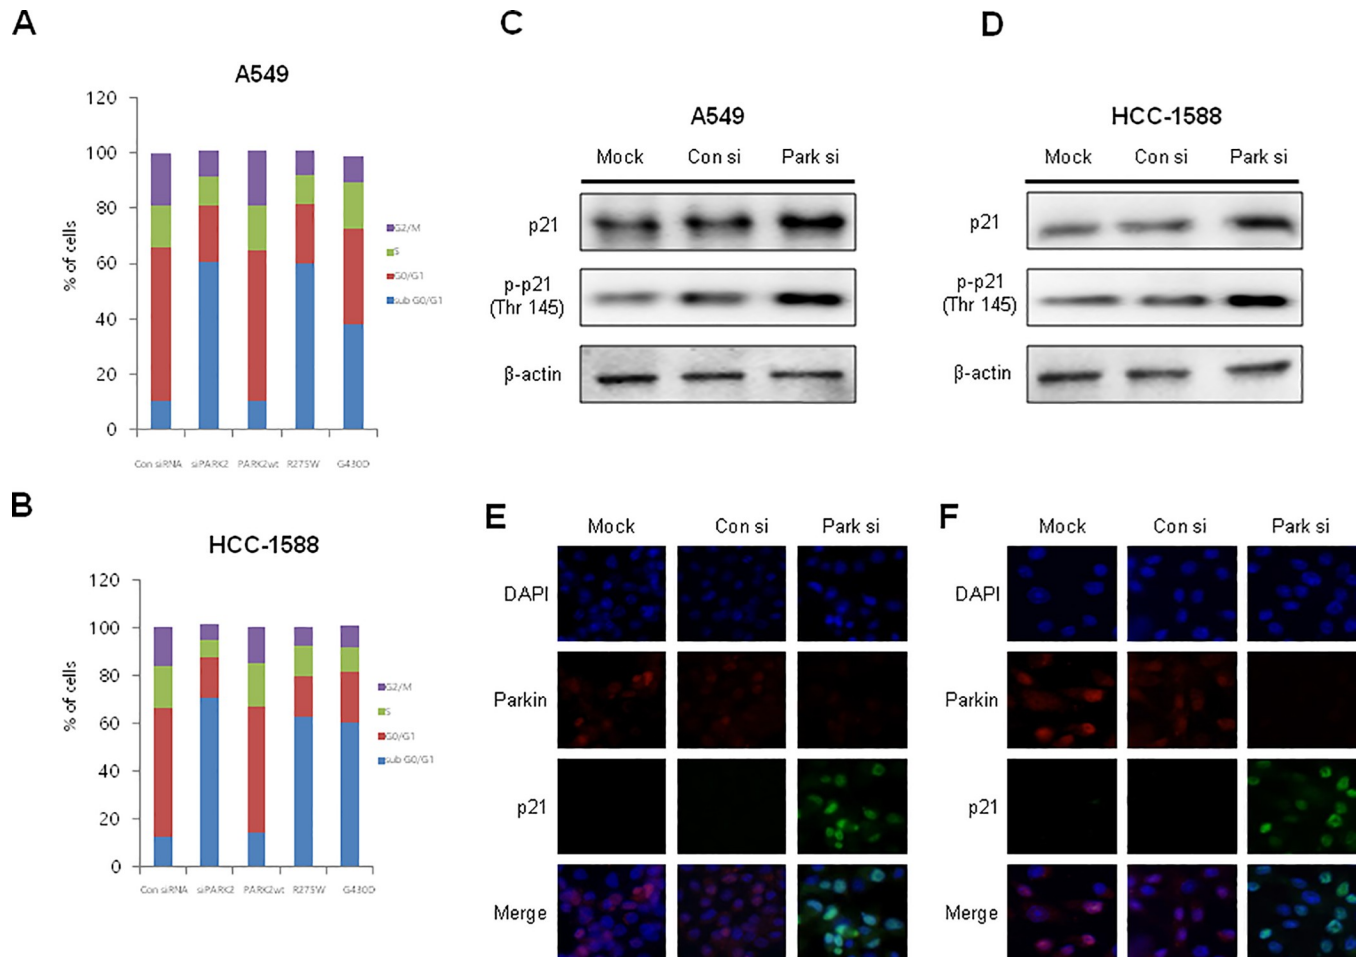 A
A549
120
100
80
60
40
20
0
% of cells
G2/M
S
G0/G1
sub G0/G1
Con siRNA siPARK2 PARK2wt R275W G430D
B
HCC-1588
120
100
80
60
40
20
0
% of cells
G2/M
S
G0/G1
sub G0/G1
Con siRNA siPARK2 PARK2wt R275W G430D
C
A549
Mock Con si Park si
p21
p-p21
(Thr 145)
β-actin
D
HCC-1588
Mock Con si Park si
p21
p-p21
(Thr 145)
β-actin
E
Mock Con si Park si
DAPI
Parkin
p21
Merge
F
Mock Con si Park si
DAPI
Parkin
p21
Merge